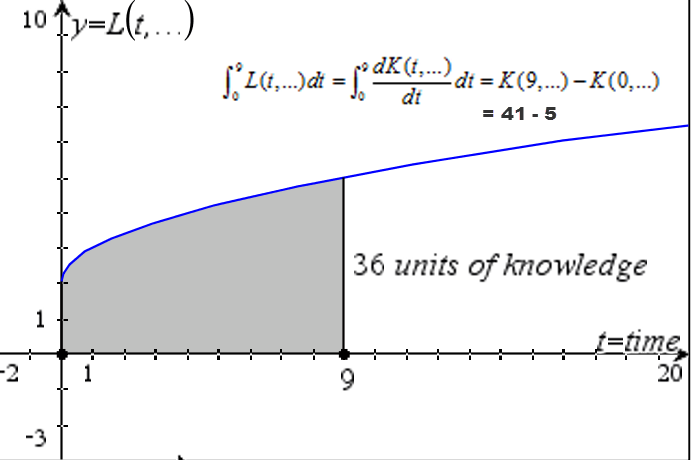 10
y=L(t,...)
∫₀⁹ L(t,...)dt = ∫₀⁹ dK(t,...)/dt dt = K(9,...) − K(0,...)
= 41 - 5
36 units of knowledge
1
t=time
-2 1 9 20
-3